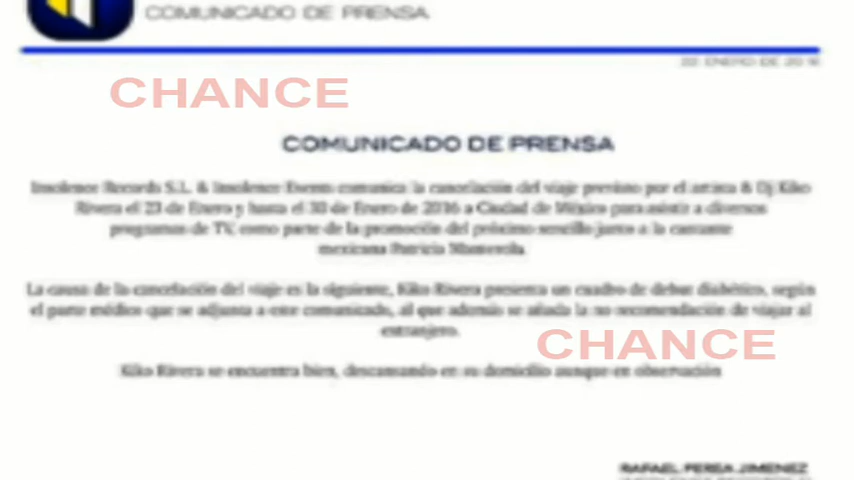 COMUNICADO DE PRENSA
22 ENERO DE 2016
CHANCE
COMUNICADO DE PRENSA
Insolence Records S.L. & Insolence Events comunica la cancelación del viaje previsto por el artista & Dj Kiko
Rivera el 23 de Enero y hasta el 30 de Enero de 2016 a Ciudad de México para asistir a diversos
programas de TV, como parte de la promoción del próximo sencillo junto a la cantante
mexicana Patricia Manterola.
La causa de la cancelación del viaje es la siguiente, Kiko Rivera presenta un cuadro de debut diabético, según
el parte médico que se adjunta a este comunicado, al que además se añada la no recomendación de viajar al
extranjero.
CHANCE
Kiko Rivera se encuentra bien, descansando en su domicilio aunque en observación
RAFAEL PEREA JIMENEZ